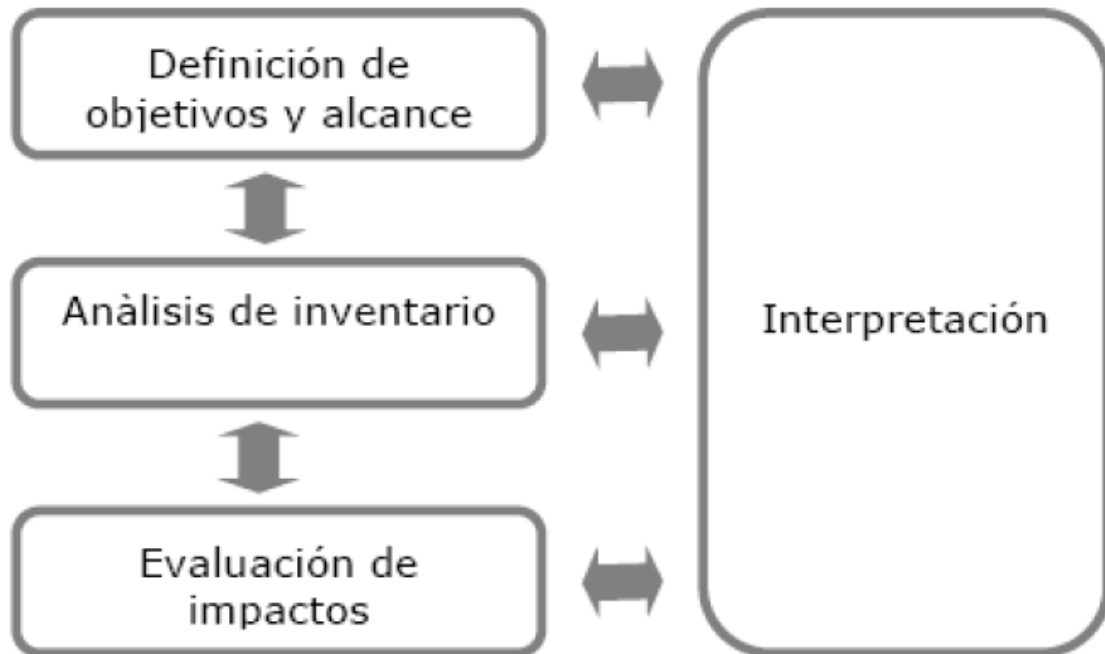 Definición de
objetivos y alcance
Anàlisis de inventario
Interpretación
Evaluación de
impactos